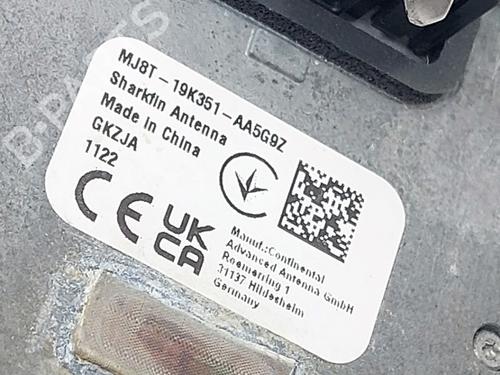 MJ8T-19K351-AA5G9Z
Sharkfin Antenna
Made in China
GKZJA
1122
CE
UK
CA
Manuf.:Continental
Advanced Antenna GmbH
Roemerring 1
31137 Hildesheim
Germany
B-PARTS